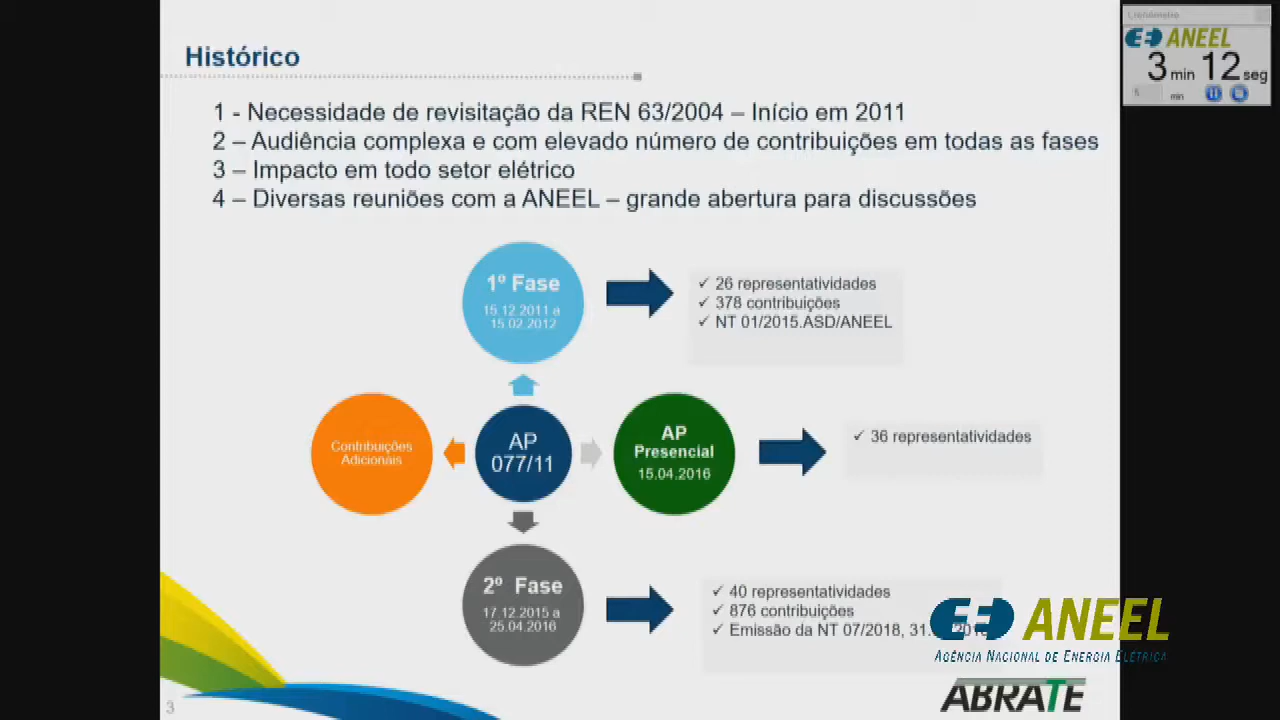 Histórico
1 - Necessidade de revisitação da REN 63/2004 – Início em 2011
2 – Audiência complexa e com elevado número de contribuições em todas as fases
3 – Impacto em todo setor elétrico
4 – Diversas reuniões com a ANEEL – grande abertura para discussões
1º Fase
15.12.2011 a
15.02.2012
✓ 26 representatividades
✓ 378 contribuições
✓ NT 01/2015.ASD/ANEEL
Contribuições
Adicionais
AP
077/11
AP
Presencial
15.04.2016
✓ 36 representatividades
2º Fase
17.12.2015 a
25.04.2016
✓ 40 representatividades
✓ 876 contribuições
✓ Emissão da NT 07/2018,
3
ANEEL
3 min 12 seg
5 min
ANEEL
AGÊNCIA NACIONAL DE ENERGIA ELÉTRICA
ABRATE